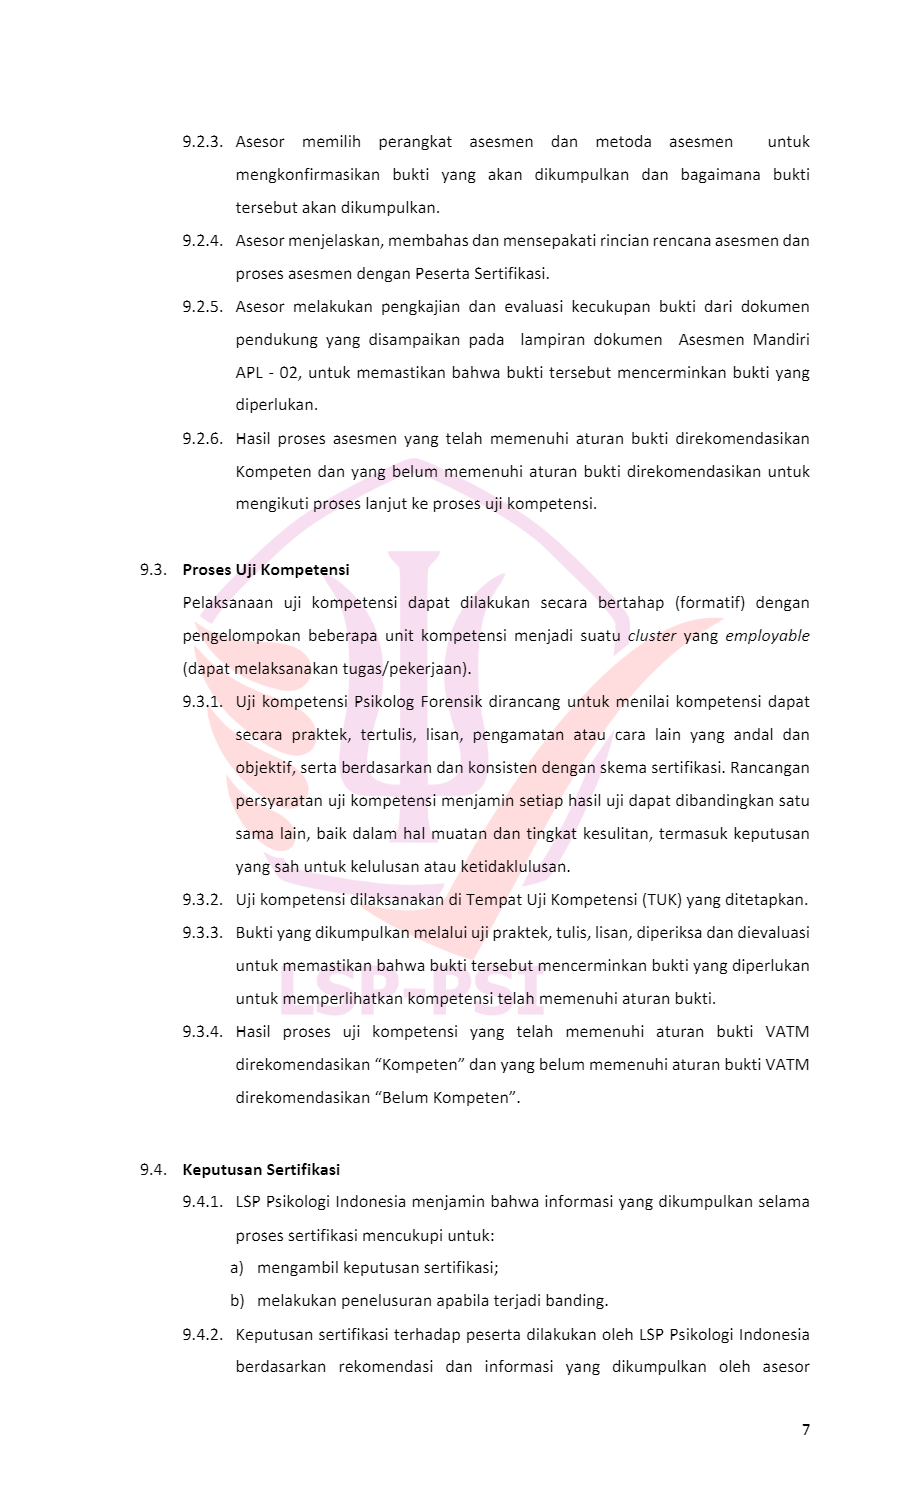 9.2.3. Asesor memilih perangkat asesmen dan metoda asesmen untuk
mengkonfirmasikan bukti yang akan dikumpulkan dan bagaimana bukti
tersebut akan dikumpulkan.
9.2.4. Asesor menjelaskan, membahas dan mensepakati rincian rencana asesmen dan
proses asesmen dengan Peserta Sertifikasi.
9.2.5. Asesor melakukan pengkajian dan evaluasi kecukupan bukti dari dokumen
pendukung yang disampaikan pada lampiran dokumen Asesmen Mandiri
APL - 02, untuk memastikan bahwa bukti tersebut mencerminkan bukti yang
diperlukan.
9.2.6. Hasil proses asesmen yang telah memenuhi aturan bukti direkomendasikan
Kompeten dan yang belum memenuhi aturan bukti direkomendasikan untuk
mengikuti proses lanjut ke proses uji kompetensi.
9.3. Proses Uji Kompetensi
Pelaksanaan uji kompetensi dapat dilakukan secara bertahap (formatif) dengan
pengelompokan beberapa unit kompetensi menjadi suatu cluster yang employable
(dapat melaksanakan tugas/pekerjaan).
9.3.1. Uji kompetensi Psikolog Forensik dirancang untuk menilai kompetensi dapat
secara praktek, tertulis, lisan, pengamatan atau cara lain yang andal dan
objektif, serta berdasarkan dan konsisten dengan skema sertifikasi. Rancangan
persyaratan uji kompetensi menjamin setiap hasil uji dapat dibandingkan satu
sama lain, baik dalam hal muatan dan tingkat kesulitan, termasuk keputusan
yang sah untuk kelulusan atau ketidaklulusan.
9.3.2. Uji kompetensi dilaksanakan di Tempat Uji Kompetensi (TUK) yang ditetapkan.
9.3.3. Bukti yang dikumpulkan melalui uji praktek, tulis, lisan, diperiksa dan dievaluasi
untuk memastikan bahwa bukti tersebut mencerminkan bukti yang diperlukan
LSP-PSI
untuk memperlihatkan kompetensi telah memenuhi aturan bukti.
9.3.4. Hasil proses uji kompetensi yang telah memenuhi aturan bukti VATM
direkomendasikan “Kompeten” dan yang belum memenuhi aturan bukti VATM
direkomendasikan “Belum Kompeten”.
9.4. Keputusan Sertifikasi
9.4.1. LSP Psikologi Indonesia menjamin bahwa informasi yang dikumpulkan selama
proses sertifikasi mencukupi untuk:
a) mengambil keputusan sertifikasi;
b) melakukan penelusuran apabila terjadi banding.
9.4.2. Keputusan sertifikasi terhadap peserta dilakukan oleh LSP Psikologi Indonesia
berdasarkan rekomendasi dan informasi yang dikumpulkan oleh asesor
7